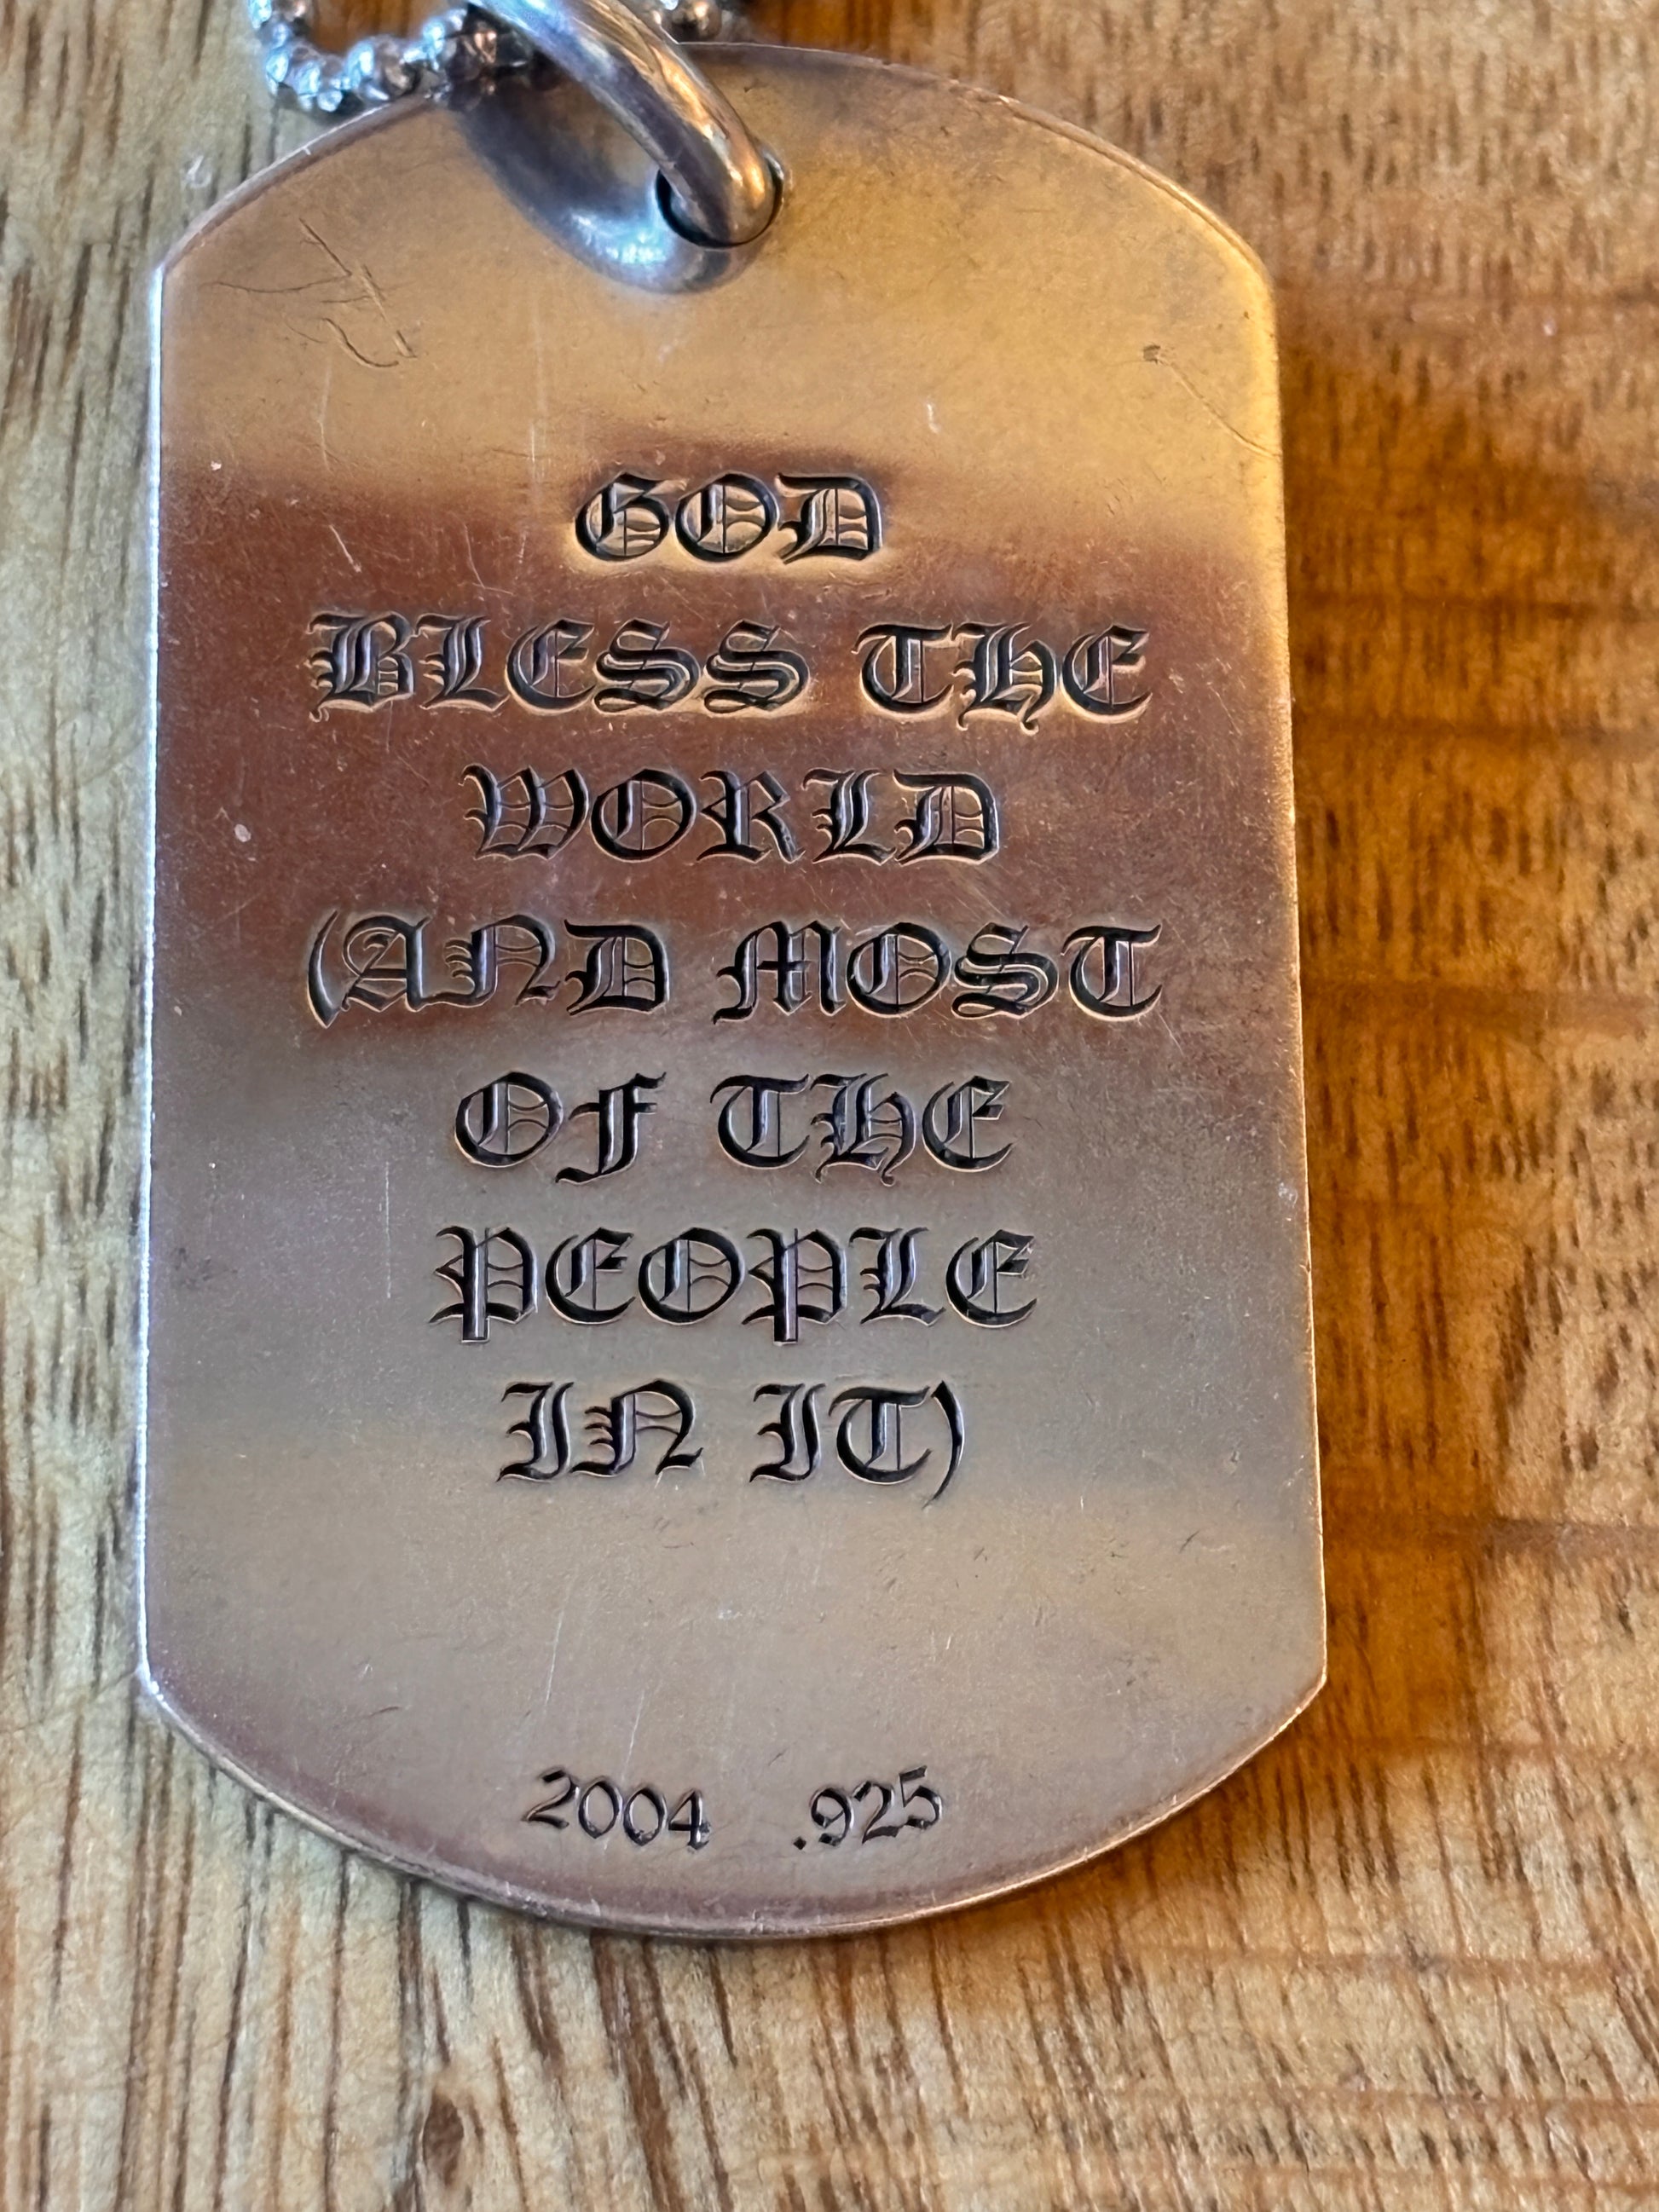 GOD
BLESS THE
WORLD
(AND MOST
OF THE
PEOPLE
IN IT)
2004 .925